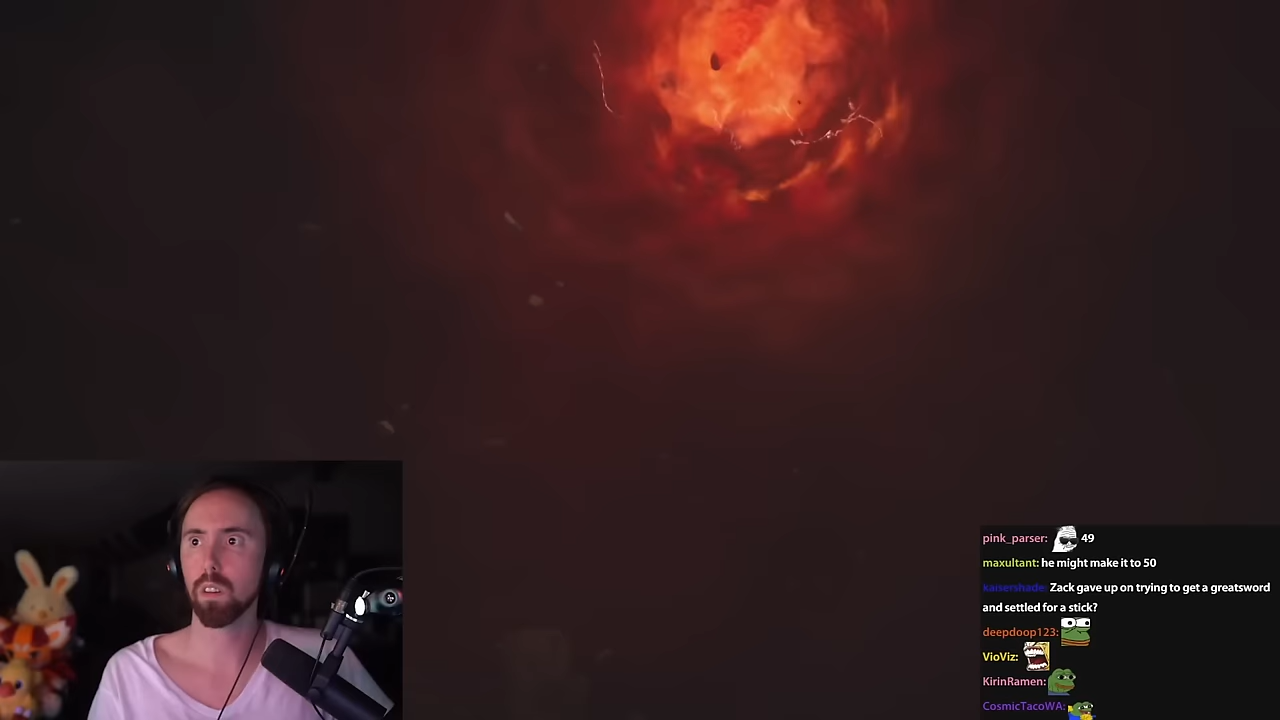 pink_parser: 49
maxultant: he might make it to 50
kaisershade: Zack gave up on trying to get a greatsword
and settled for a stick?
deepdoop123:
VioViz:
KirinRamen:
CosmicTacoWA: